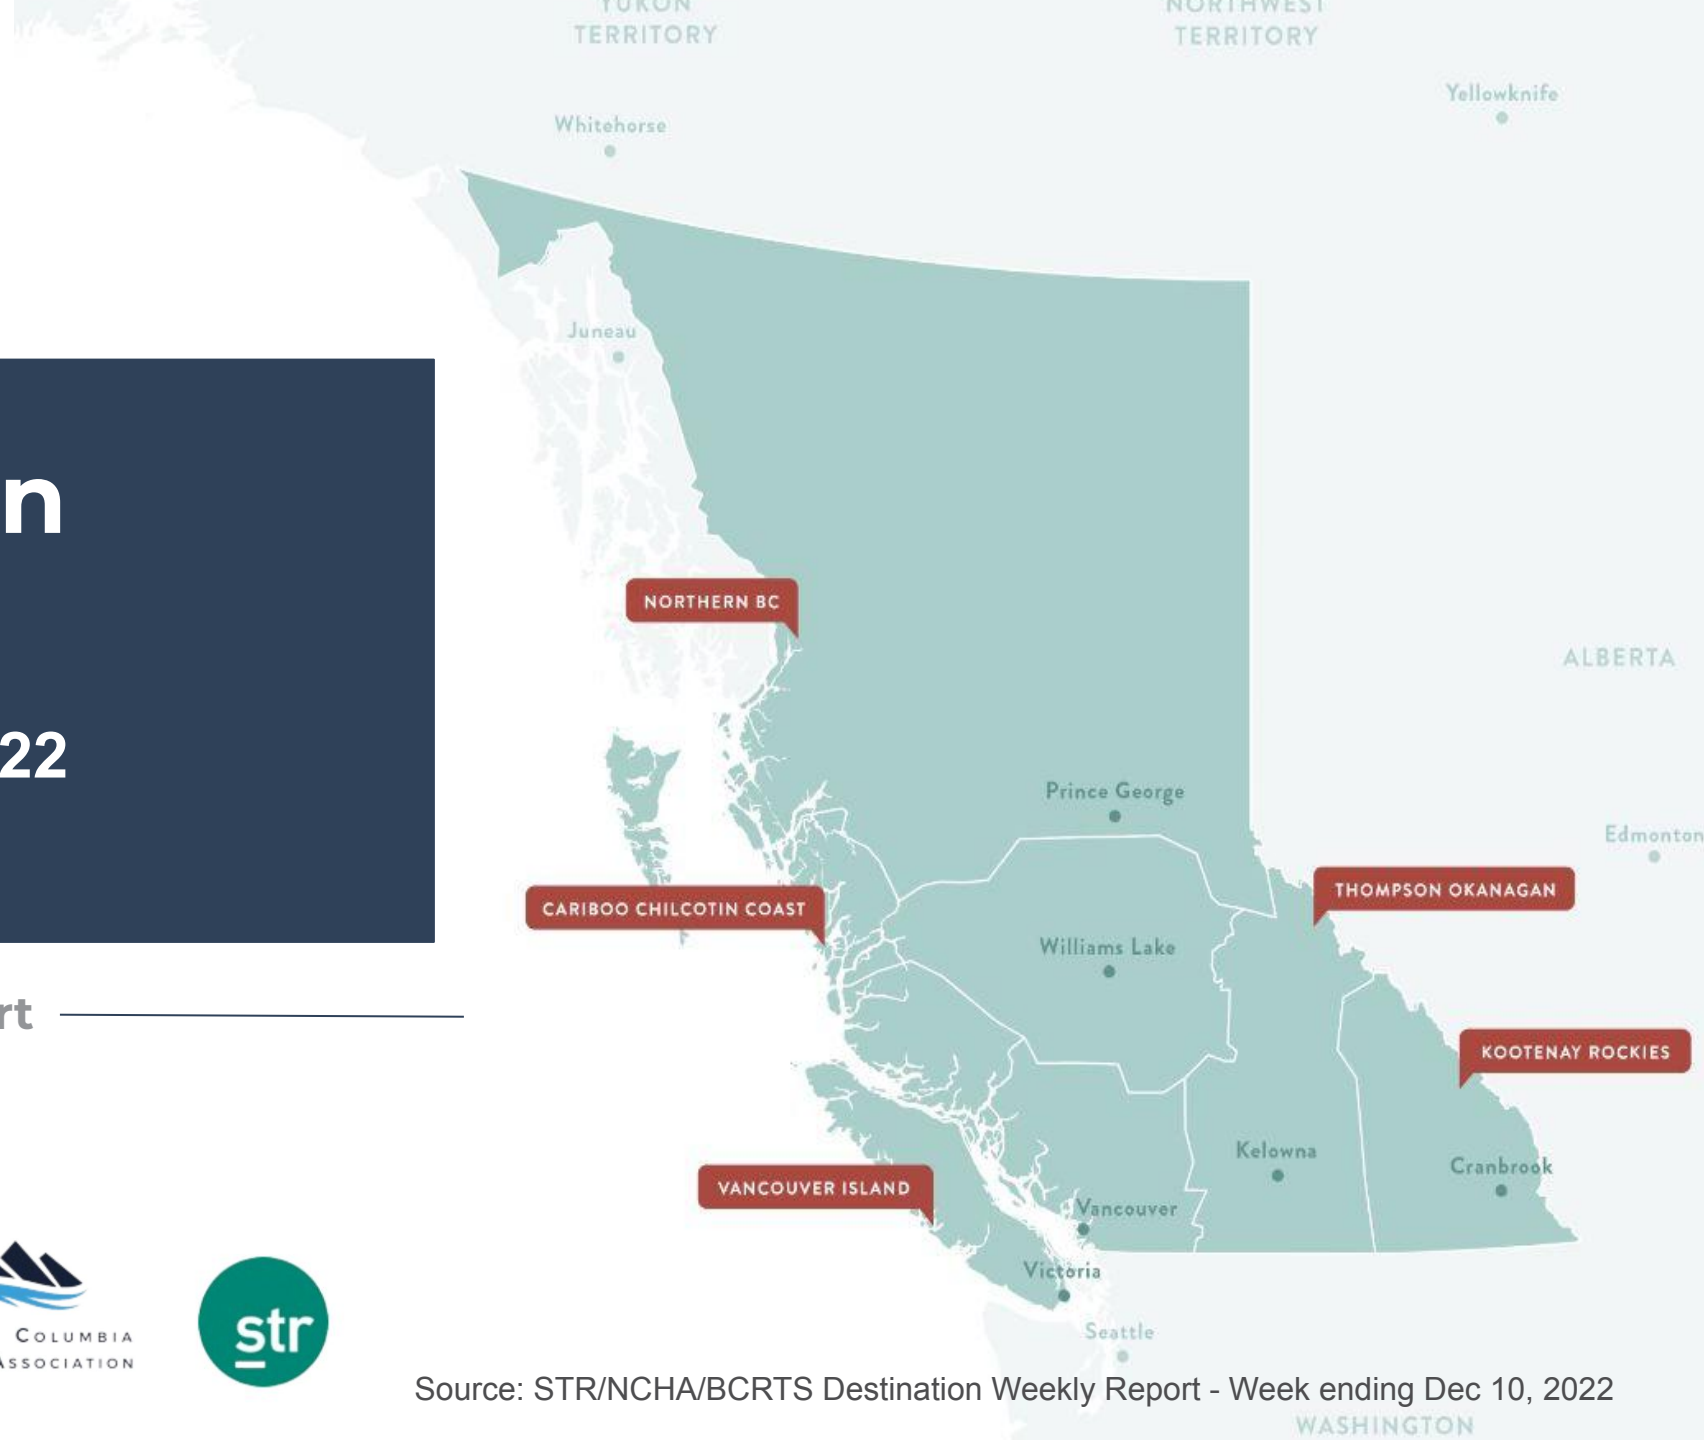 YUKON
TERRITORY
NORTHWEST
TERRITORY
Yellowknife
Whitehorse
Juneau
n
NORTHERN BC
ALBERTA
22
Prince George
Edmonton
THOMPSON OKANAGAN
CARIBOO CHILCOTIN COAST
Williams Lake
rt
KOOTENAY ROCKIES
Kelowna
Cranbrook
VANCOUVER ISLAND
Vancouver
Victoria
COLUMBIA
ASSOCIATION
str
Seattle
Source: STR/NCHA/BCRTS Destination Weekly Report - Week ending Dec 10, 2022
WASHINGTON